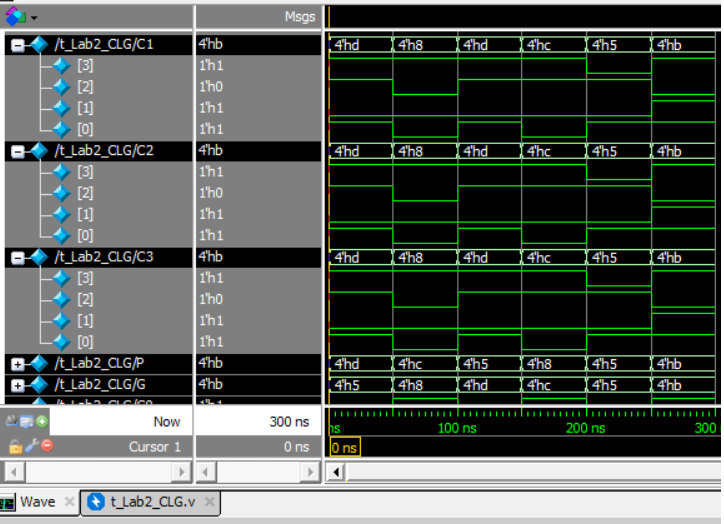 Msgs
/t_Lab2_CLG/C1 4'hb 4'hd 4'h8 4'hd 4'hc 4'h5 4'hb
[3] 1'h1
[2] 1'h0
[1] 1'h1
[0] 1'h1
/t_Lab2_CLG/C2 4'hb 4'hd 4'h8 4'hd 4'hc 4'h5 4'hb
[3] 1'h1
[2] 1'h0
[1] 1'h1
[0] 1'h1
/t_Lab2_CLG/C3 4'hb 4'hd 4'h8 4'hd 4'hc 4'h5 4'hb
[3] 1'h1
[2] 1'h0
[1] 1'h1
[0] 1'h1
/t_Lab2_CLG/P 4'hb 4'hd 4'hc 4'h5 4'h8 4'h5 4'hb
/t_Lab2_CLG/G 4'hb 4'h5 4'h8 4'hd 4'hc 4'h5 4'hb
Now 300 ns ns 100 ns 200 ns 300
Cursor 1 0 ns 0 ns
Wave t_Lab2_CLG.v